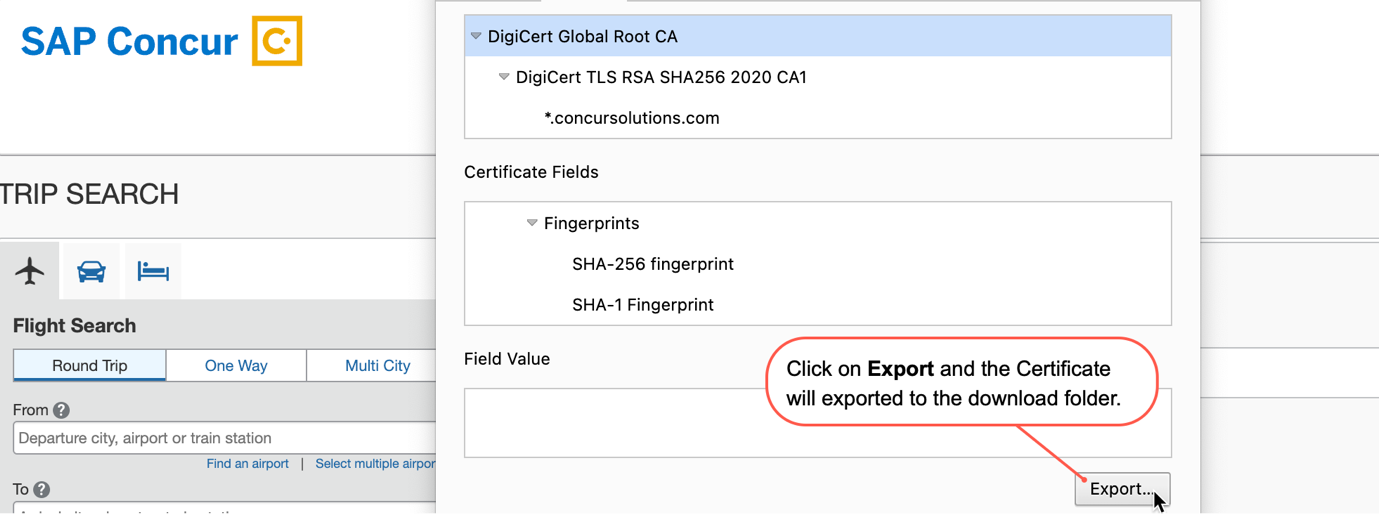 SAP Concur C
TRIP SEARCH
Flight Search
Round Trip
One Way
Multi City
From ?
Departure city, airport or train station
Find an airport | Select multiple airpor
To ?
DigiCert Global Root CA
DigiCert TLS RSA SHA256 2020 CA1
*.concursolutions.com
Certificate Fields
Fingerprints
SHA-256 fingerprint
SHA-1 Fingerprint
Field Value
Click on Export and the Certificate
will exported to the download folder.
Export...